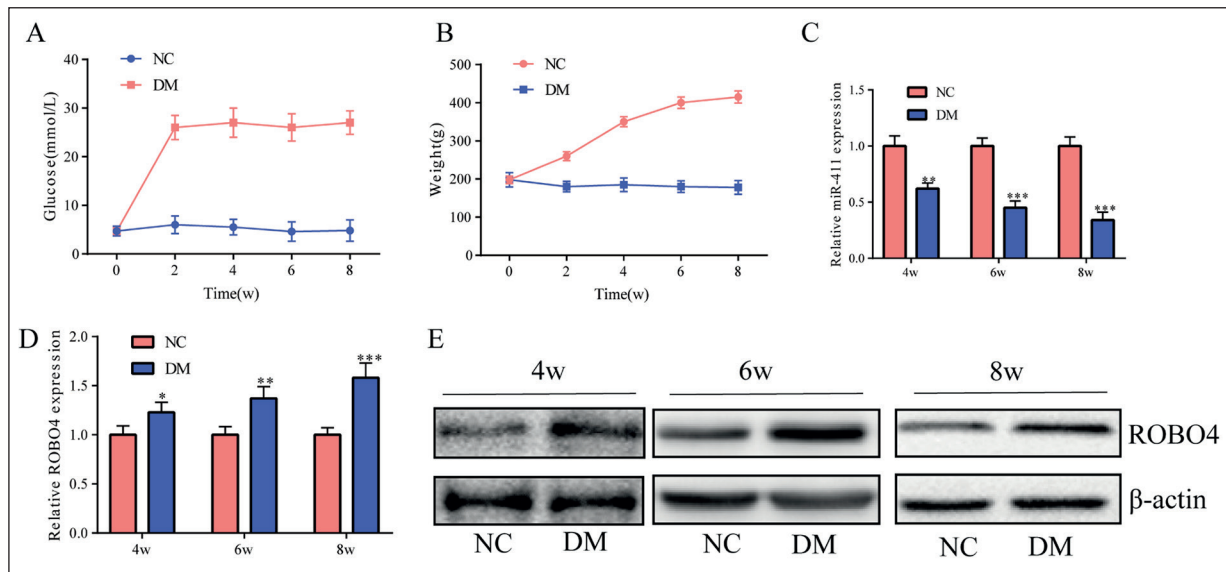 A
Glucose(mmol/L)
40
30
20
10
0
NC
DM
0 2 4 6 8
Time(w)
B
Weight(g)
500
400
300
200
100
0
NC
DM
0 2 4 6 8
Time(w)
C
Relative miR-411 expression
1.5
1.0
0.5
0.0
NC
DM
** *** ***
4w 6w 8w
D
Relative ROBO4 expression
2.0
1.5
1.0
0.5
0.0
NC
DM
* ** ***
4w 6w 8w
E
4w 6w 8w
ROBO4
β-actin
NC DM NC DM NC DM